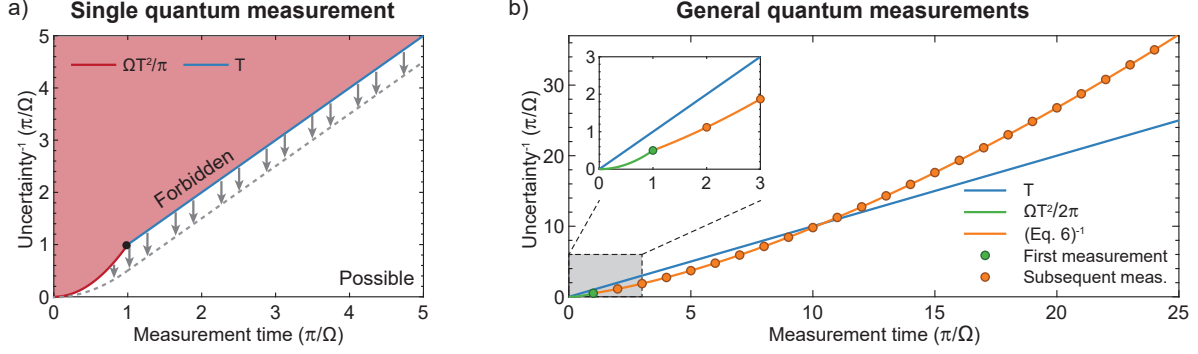 a)
Single quantum measurement
Uncertainty⁻¹ (π/Ω)
5
4
3
2
1
0
ΩT²/π
T
Forbidden
Possible
0 1 2 3 4 5
Measurement time (π/Ω)
b)
General quantum measurements
Uncertainty⁻¹ (π/Ω)
30
20
10
0
3
2
1
0
0 1 2 3
T
ΩT²/2π
(Eq. 6)⁻¹
First measurement
Subsequent meas.
0 5 10 15 20 25
Measurement time (π/Ω)